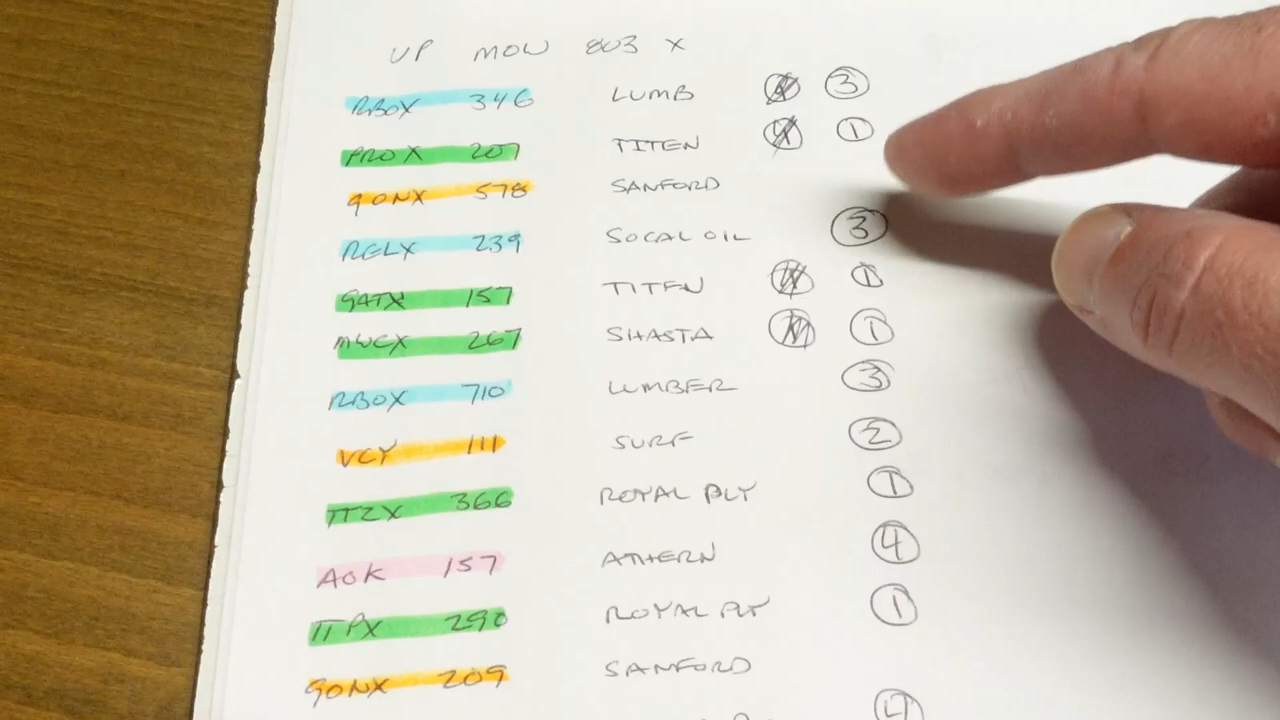 UP MOW 803 X
RBOX 346 LUMB 3
PROX 207 TITEN 1
GONX 578 SANFORD
RELX 239 SOCAL OIL 3
GATX 157 TITEN 1
MWCX 267 SHASTA 1
RBOX 710 LUMBER 3
VCY 111 SURF 2
TTZX 366 ROYAL PLY 1
AOK 157 ATHERN 4
TTPX 290 ROYAL PLY 1
GONX 209 SANFORD